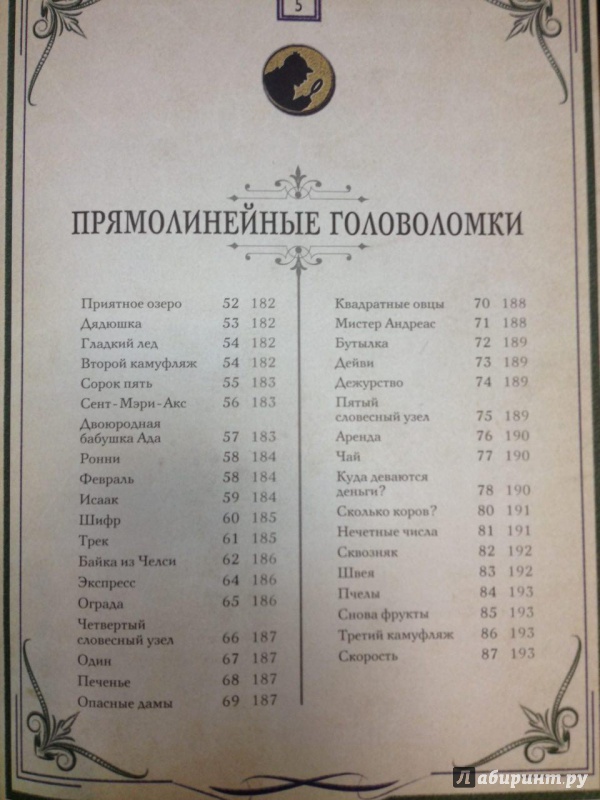 5
ПРЯМОЛИНЕЙНЫЕ ГОЛОВОЛОМКИ
Приятное озеро 52 182
Дядюшка 53 182
Гладкий лед 54 182
Второй камуфляж 54 182
Сорок пять 55 183
Сент-Мэри-Акс 56 183
Двоюродная
бабушка Ада 57 183
Ронни 58 184
Февраль 58 184
Исаак 59 184
Шифр 60 185
Трек 61 185
Байка из Челси 62 186
Экспресс 64 186
Ограда 65 186
Четвертый
словесный узел 66 187
Один 67 187
Печенье 68 187
Опасные дамы 69 187
Квадратные овцы 70 188
Мистер Андреас 71 188
Бутылка 72 189
Дейви 73 189
Дежурство 74 189
Пятый
словесный узел 75 189
Аренда 76 190
Чай 77 190
Куда деваются
деньги? 78 190
Сколько коров? 80 191
Нечетные числа 81 191
Сквозняк 82 192
Швея 83 192
Пчелы 84 193
Снова фрукты 85 193
Третий камуфляж 86 193
Скорость 87 193
Лабиринт.ру